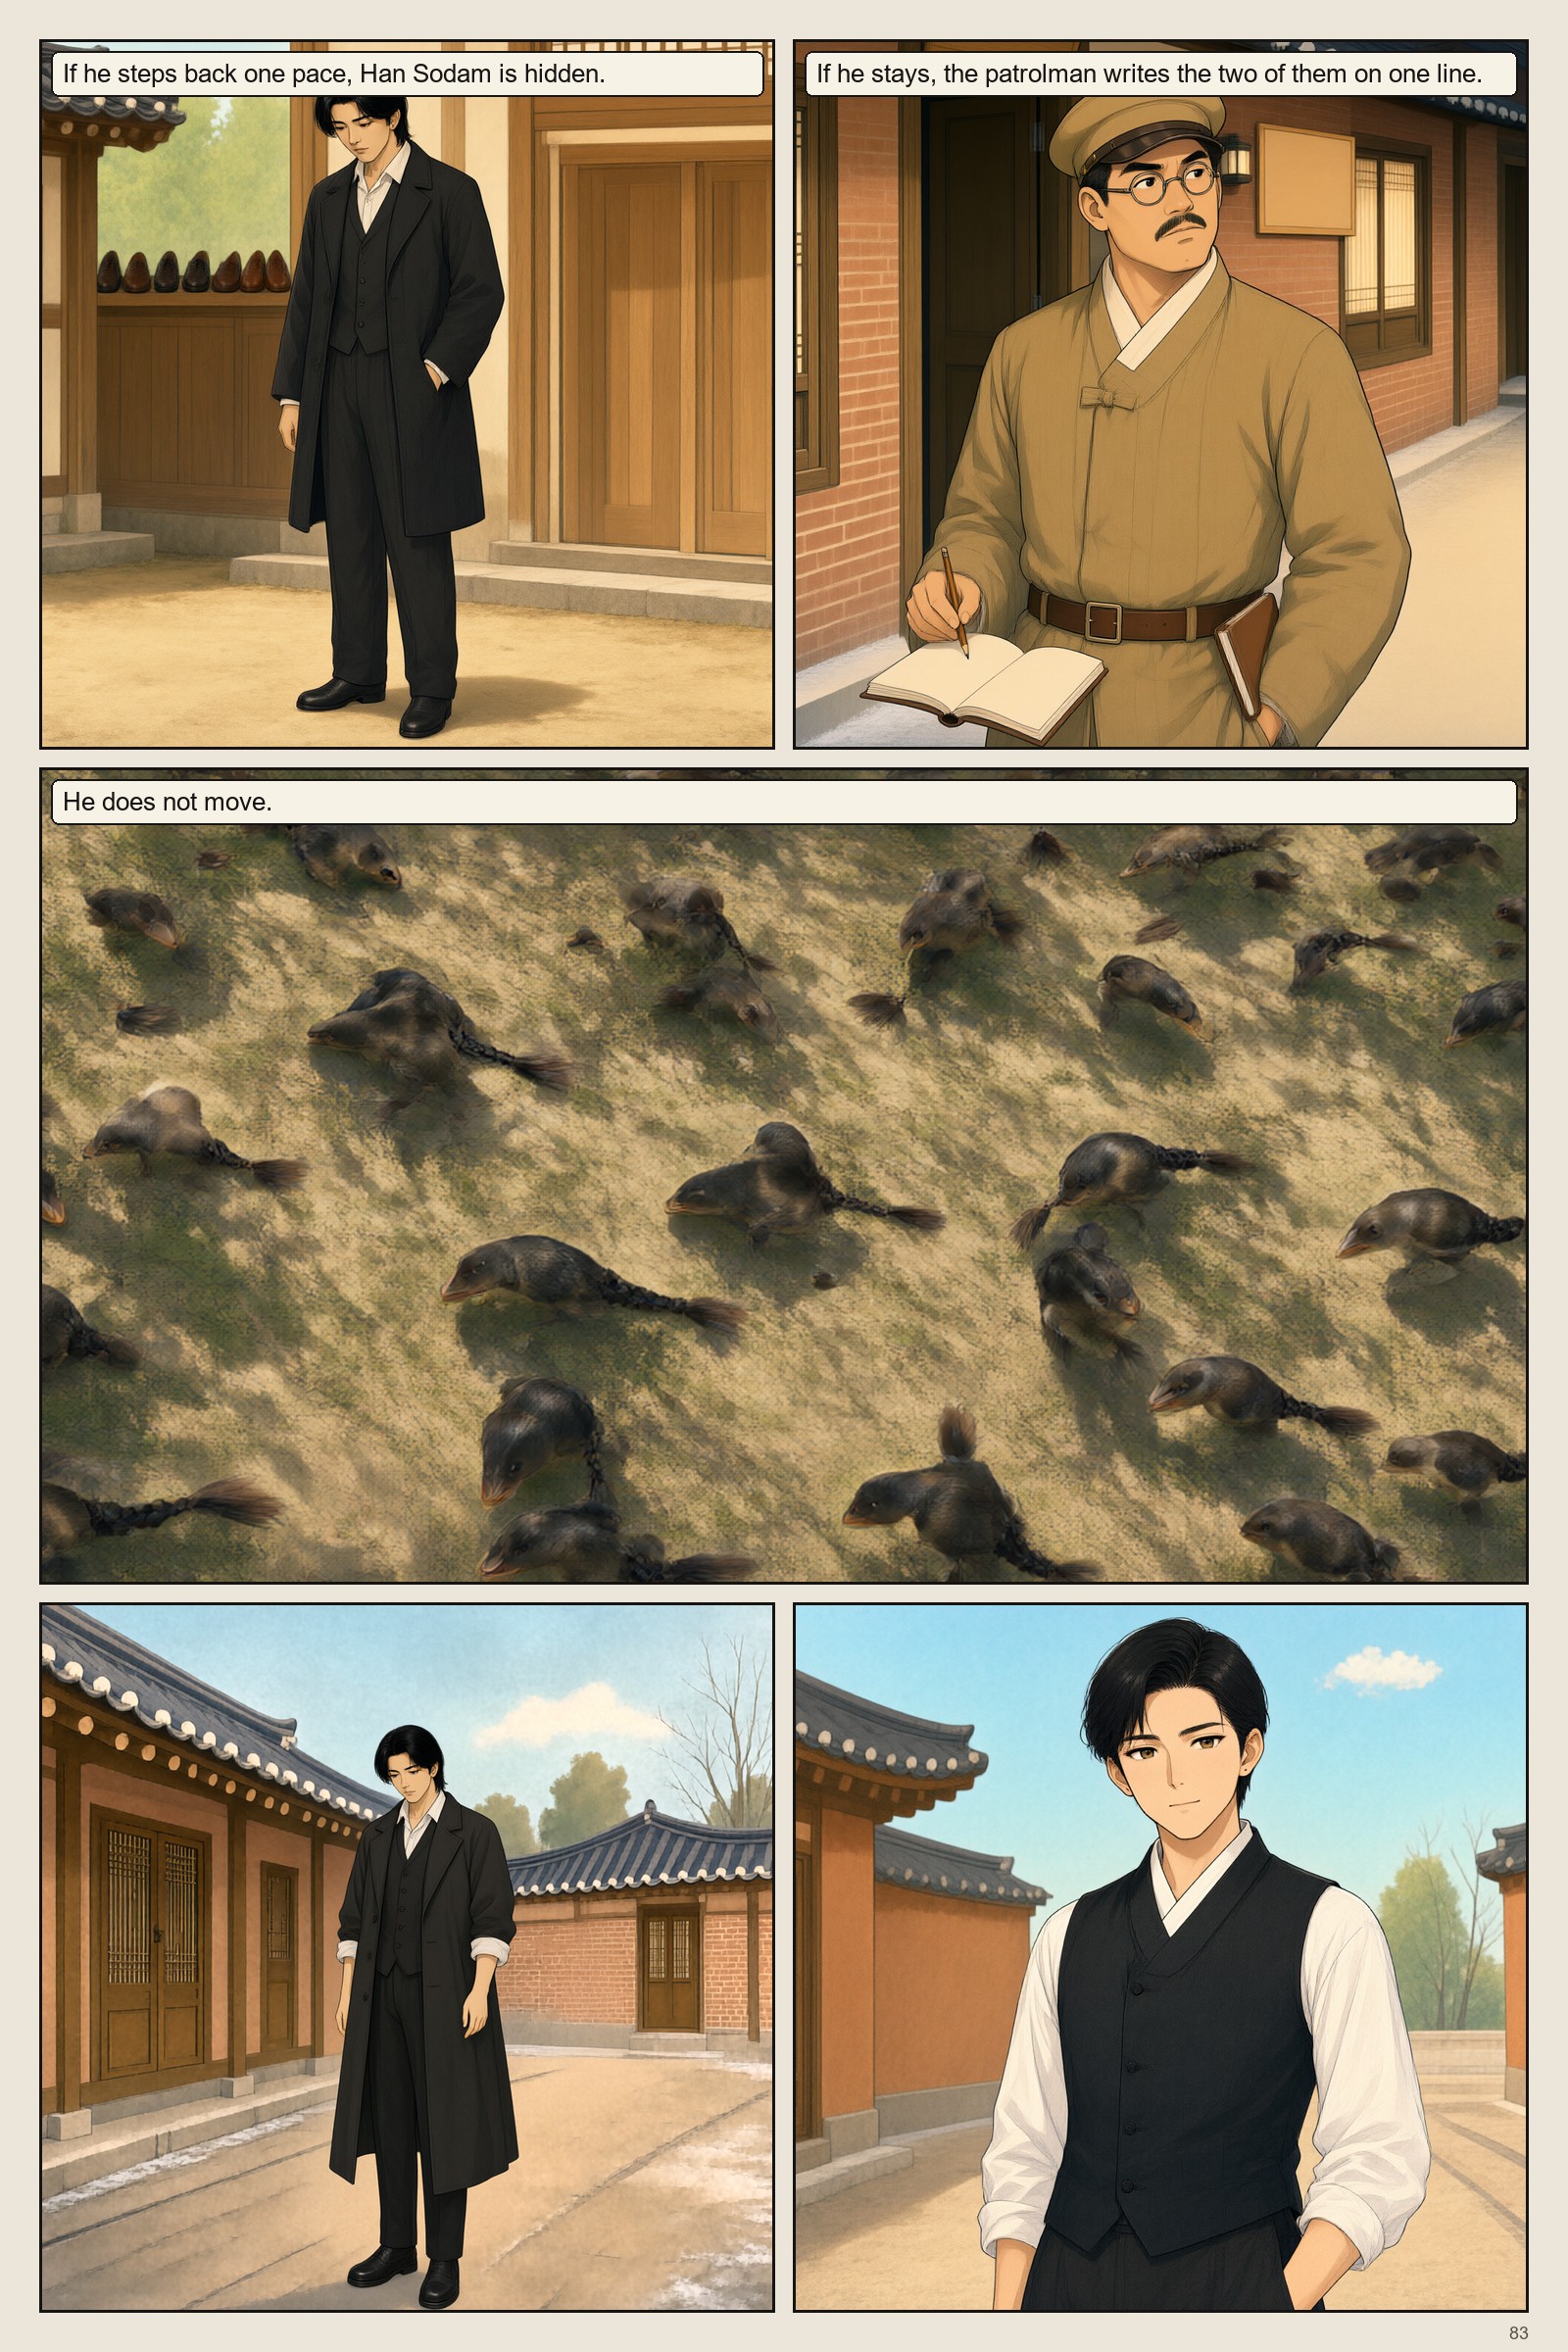 If he steps back one pace, Han Sodam is hidden.
If he stays, the patrolman writes the two of them on one line.
He does not move.
83